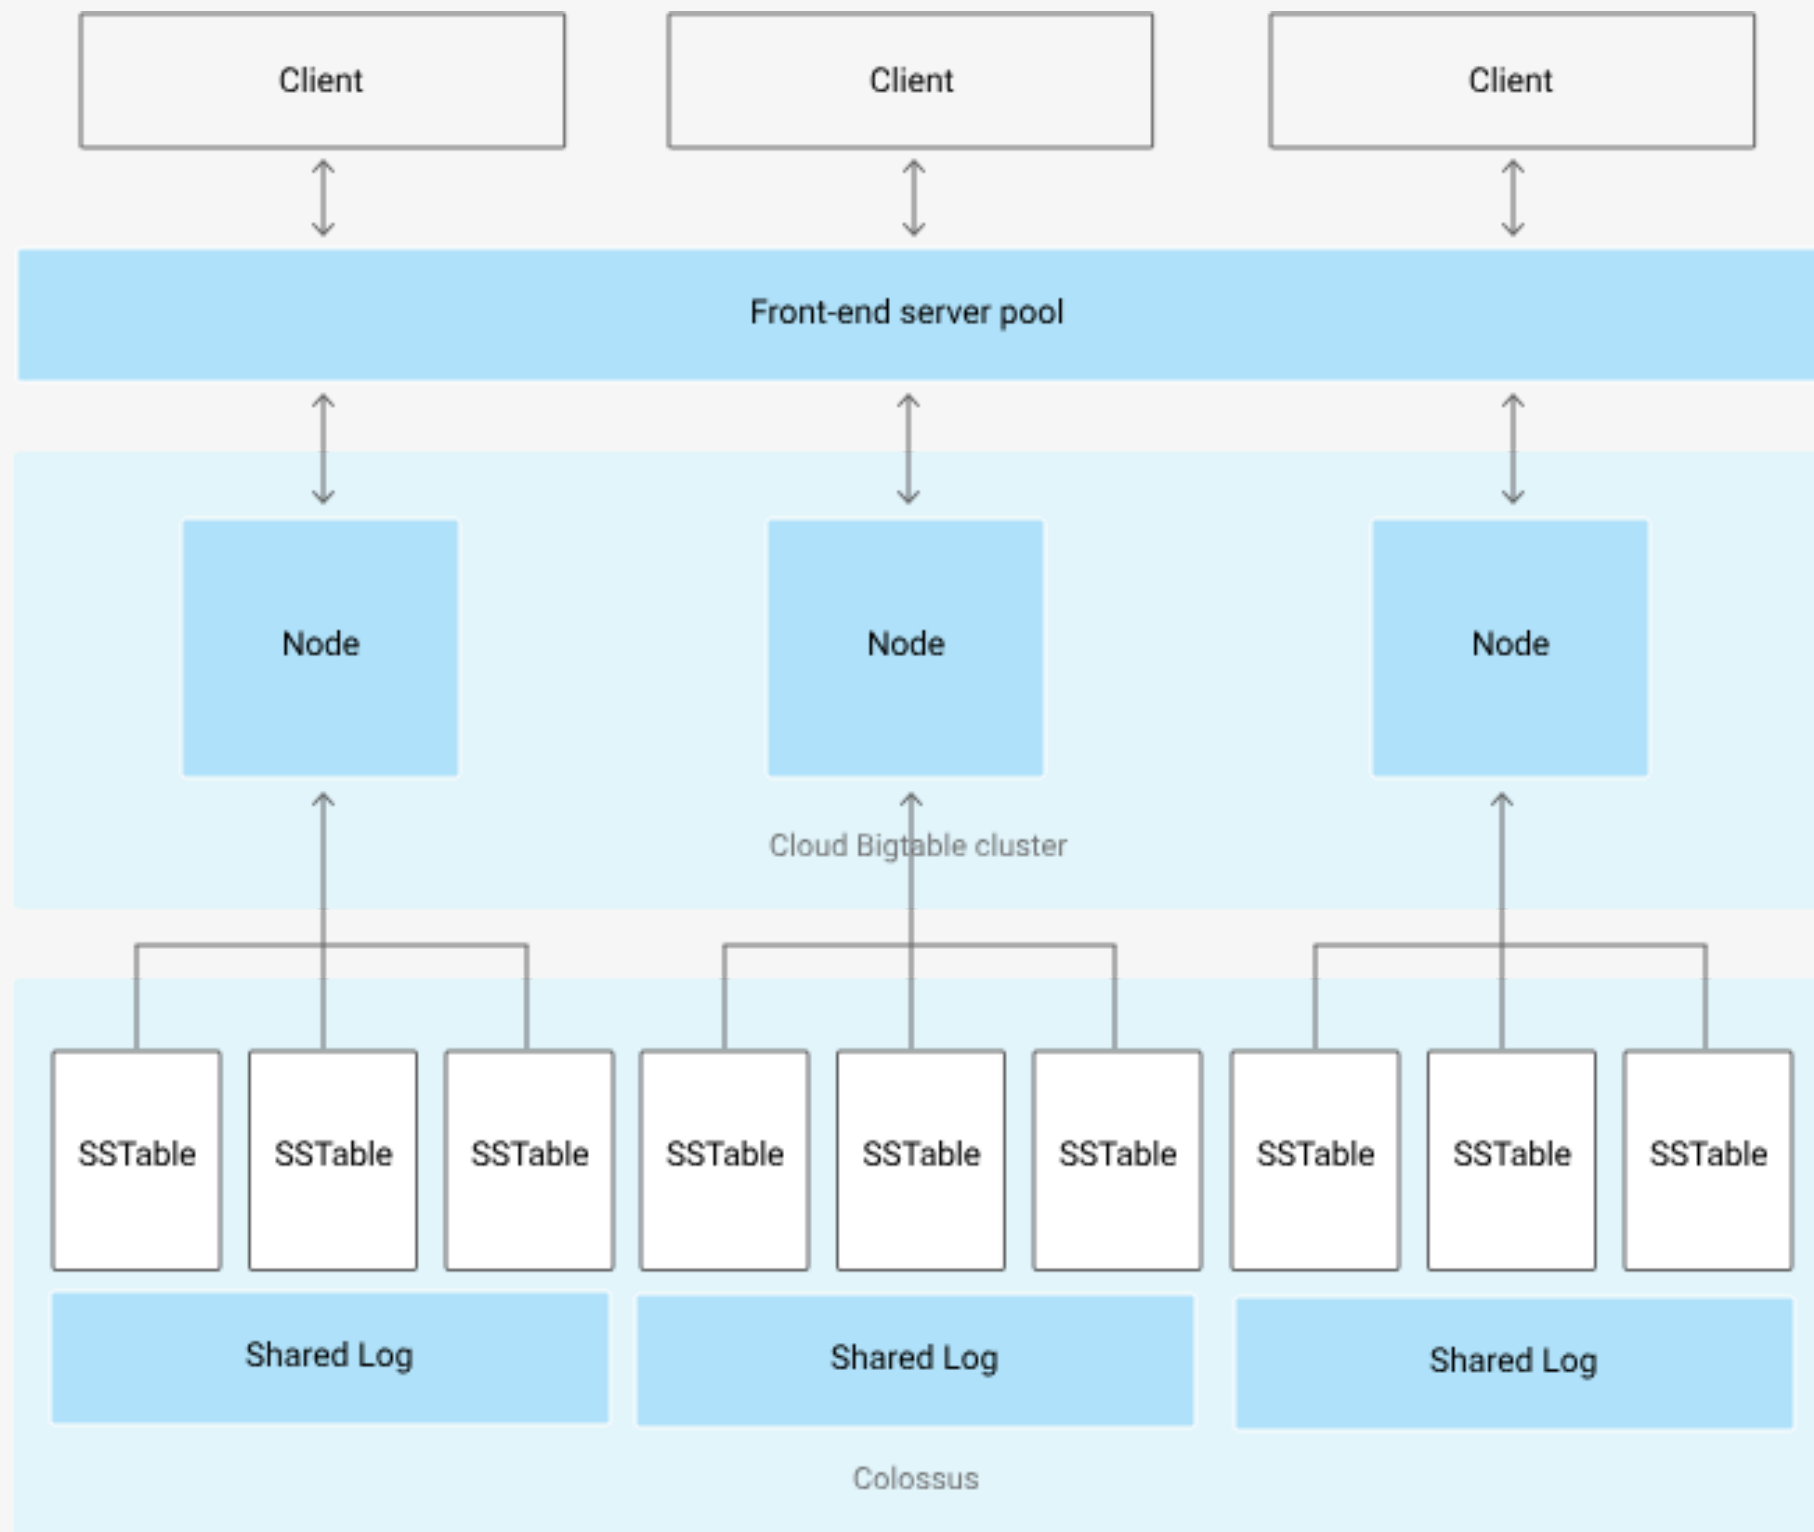 Client
Client
Client
Front-end server pool
Node
Node
Node
Cloud Bigtable cluster
SSTable
SSTable
SSTable
SSTable
SSTable
SSTable
SSTable
SSTable
SSTable
Shared Log
Shared Log
Shared Log
Colossus